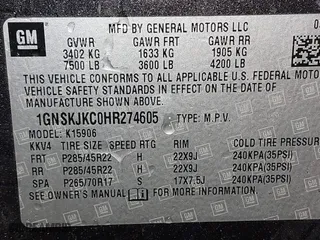 GM
MFD BY GENERAL MOTORS LLC
GVWR GAWR FRT GAWR RR
3402 KG 1633 KG 1905 KG
7500 LB 3600 LB 4200 LB
THIS VEHICLE CONFORMS TO ALL APPLICABLE U.S. FEDERAL MOTOR
VEHICLE SAFETY STANDARDS IN EFFECT ON THE DATE OF
MANUFACTURE SHOWN ABOVE.
1GNSKJKC0HR274605 TYPE: M.P.V.
MODEL: K15906
KKV4 TIRE SIZE SPEED RTG RIM COLD TIRE PRESSURE
FRT P285/45R22 H 22X9J 240KPA(35PSI)
RR P285/45R22 H 22X9J 240KPA(35PSI)
SPA P265/70R17 S 17X7.5J 240KPA(35PSI)
SEE OWNER'S MANUAL FOR
GM